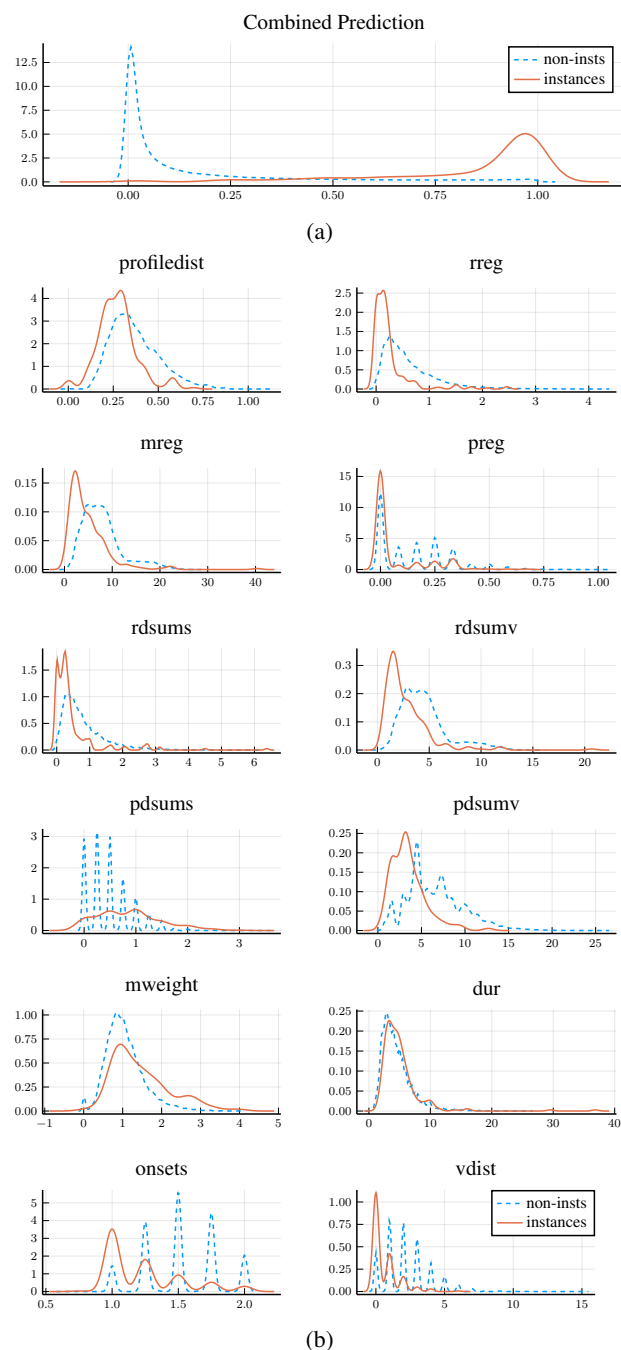 Combined Prediction
12.5
10.0
7.5
5.0
2.5
0.0
non-insts
instances
0.00 0.25 0.50 0.75 1.00
(a)
profiledist rreg
4
3
2
1
0
0.00 0.25 0.50 0.75 1.00
2.5
2.0
1.5
1.0
0.5
0.0
0 1 2 3 4
mreg preg
0.15
0.10
0.05
0.00
0 10 20 30 40
15
10
5
0
0.00 0.25 0.50 0.75 1.00
rdsums rdsumv
1.5
1.0
0.5
0.0
0 1 2 3 4 5 6
0.3
0.2
0.1
0.0
0 5 10 15 20
pdsums pdsumv
3
2
1
0
0 1 2 3
0.25
0.20
0.15
0.10
0.05
0.00
0 5 10 15 20 25
mweight dur
1.00
0.75
0.50
0.25
0.00
−1 0 1 2 3 4 5
0.25
0.20
0.15
0.10
0.05
0.00
0 10 20 30 40
onsets vdist
5
4
3
2
1
0
0.5 1.0 1.5 2.0
1.00
0.75
0.50
0.25
0.00
non-insts
instances
0 5 10 15
(b)